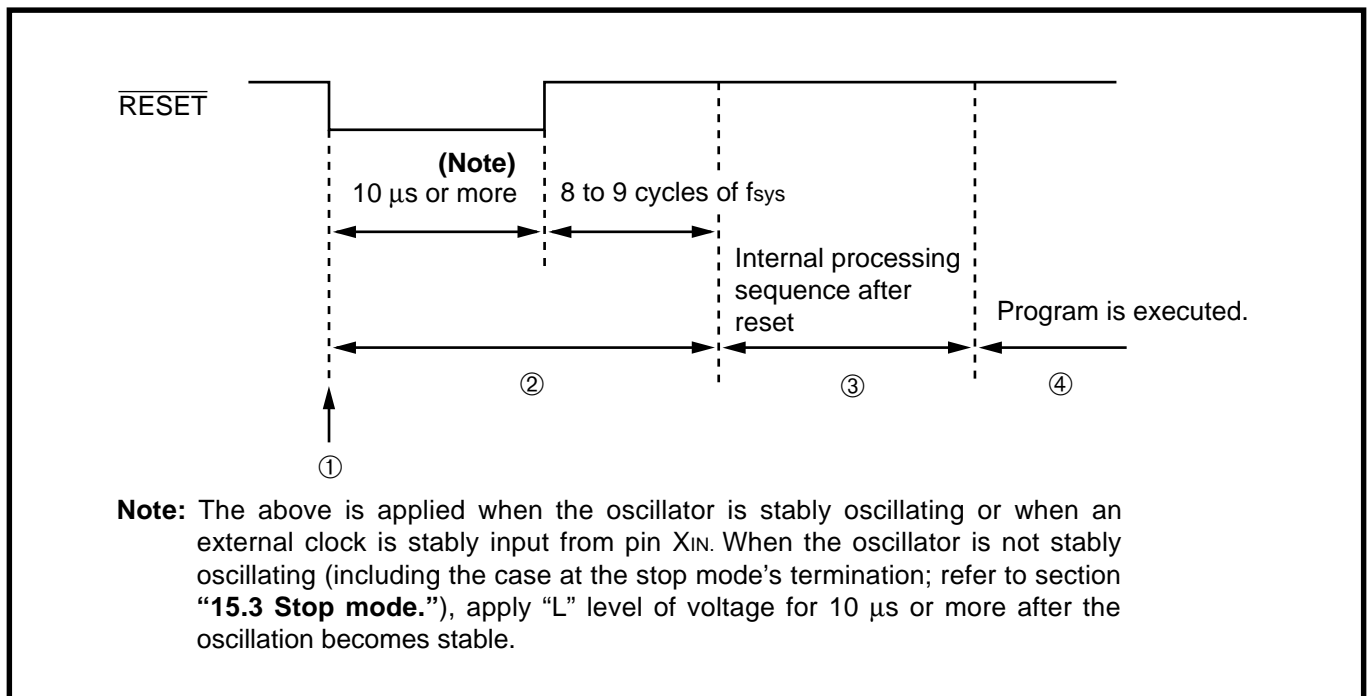 RESET
(Note)
10 μs or more
8 to 9 cycles of fsys
Internal processing
sequence after
reset
Program is executed.
②
③
④
①
Note: The above is applied when the oscillator is stably oscillating or when an
external clock is stably input from pin XIN. When the oscillator is not stably
oscillating (including the case at the stop mode’s termination; refer to section
“15.3 Stop mode.”), apply “L” level of voltage for 10 μs or more after the
oscillation becomes stable.